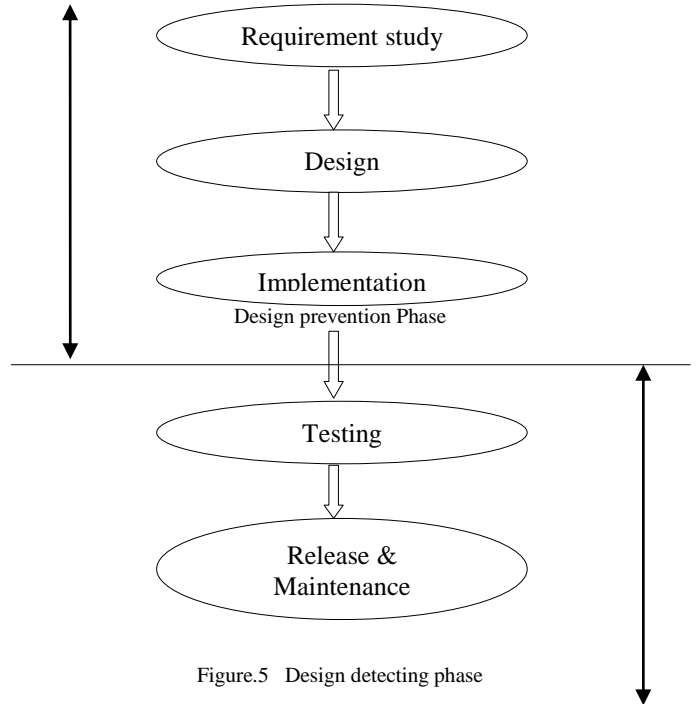 Requirement study
Design
Implementation
Design prevention Phase
Testing
Release &
Maintenance
Figure.5 Design detecting phase